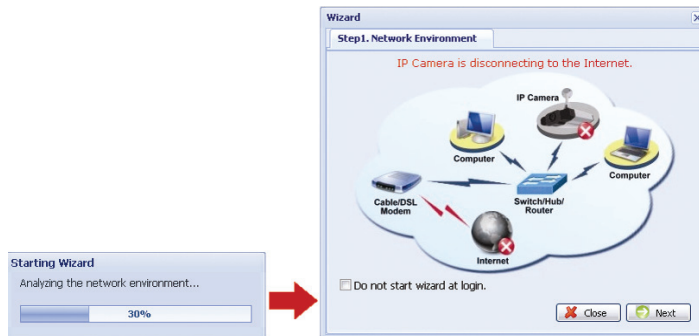 Starting Wizard
Analyzing the network environment...
30%
Wizard
Step1. Network Environment
IP Camera is disconnecting to the Internet.
IP Camera
Computer
Computer
Cable/DSL
Modem
Switch/Hub/
Router
Internet
Do not start wizard at login.
Close
Next